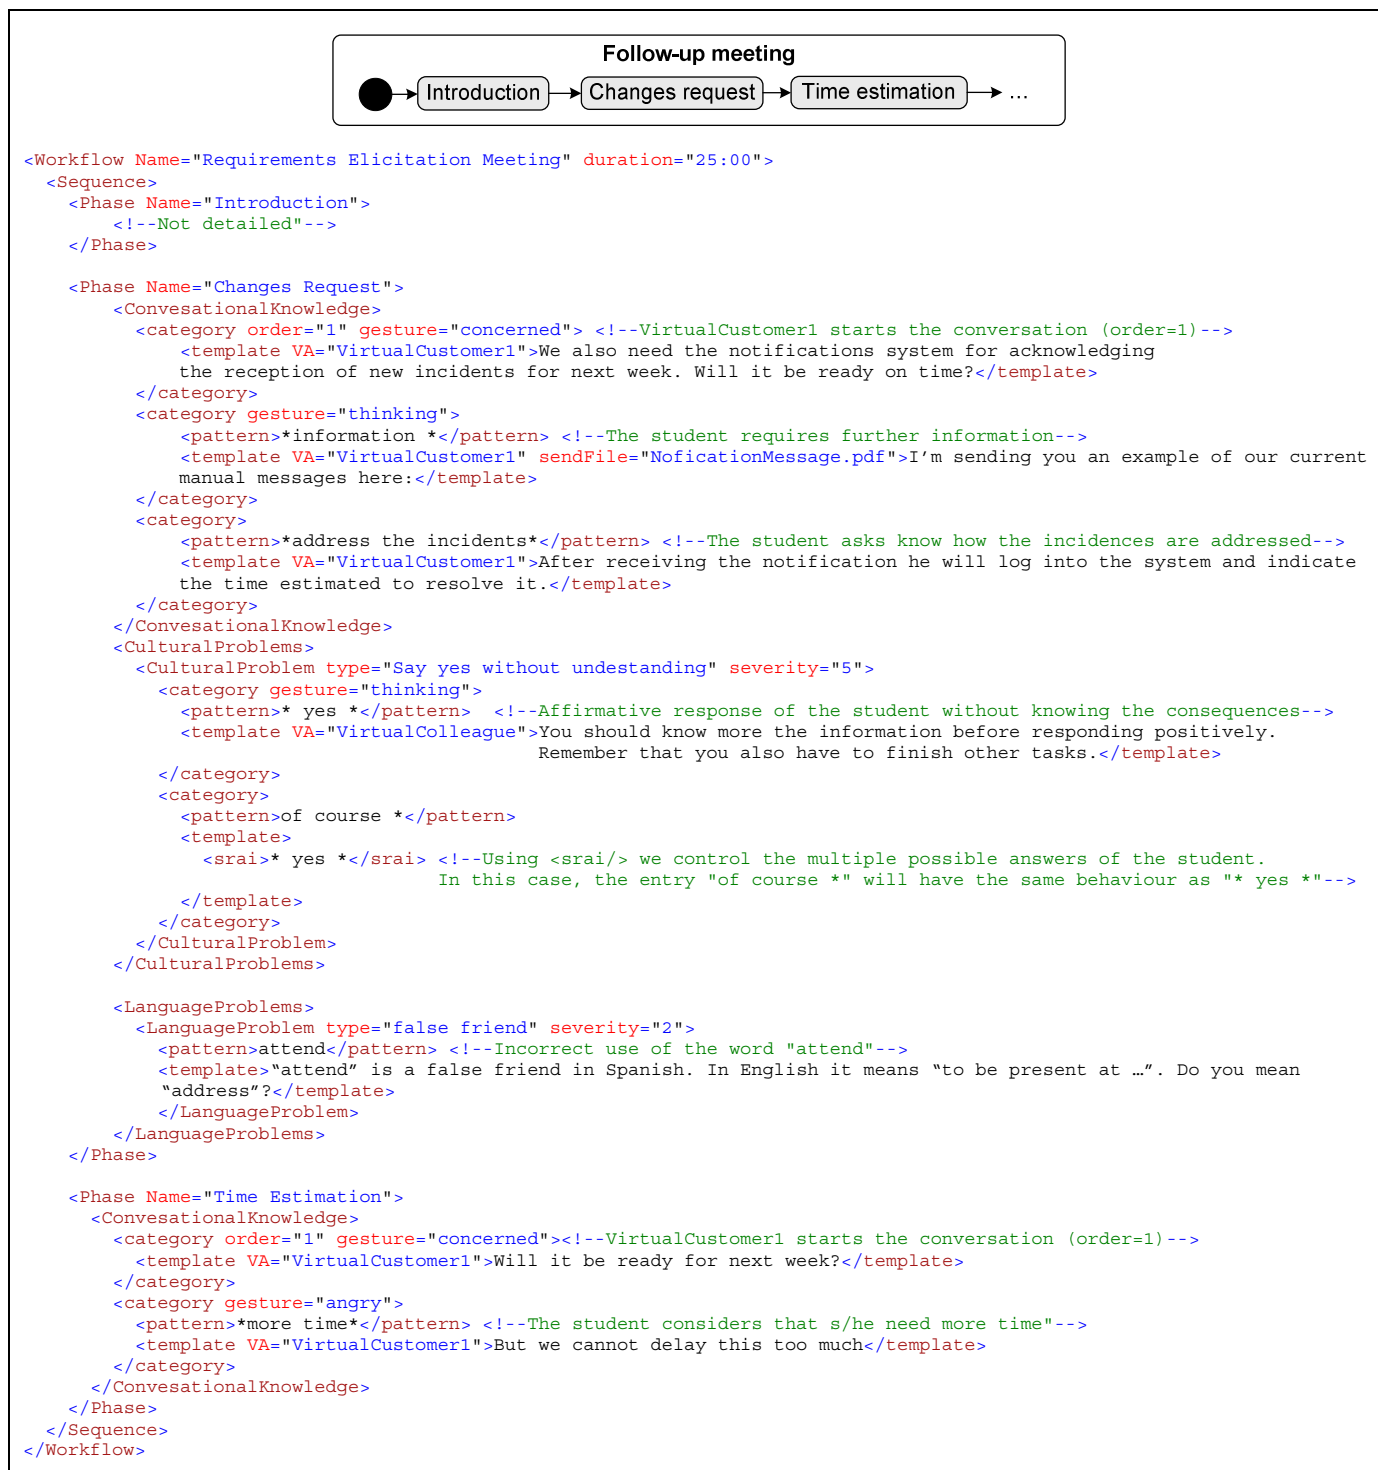 Follow-up meeting
Introduction
Changes request
Time estimation
...
<Workflow Name="Requirements Elicitation Meeting" duration="25:00">
<Sequence>
<Phase Name="Introduction">
<!--Not detailed"-->
</Phase>
<Phase Name="Changes Request">
<ConvesationalKnowledge>
<category order="1" gesture="concerned"> <!--VirtualCustomer1 starts the conversation (order=1)-->
<template VA="VirtualCustomer1">We also need the notifications system for acknowledging
the reception of new incidents for next week. Will it be ready on time?</template>
</category>
<category gesture="thinking">
<pattern>*information *</pattern> <!--The student requires further information-->
<template VA="VirtualCustomer1" sendFile="NoficationMessage.pdf">I’m sending you an example of our current
manual messages here:</template>
</category>
<category>
<pattern>*address the incidents*</pattern> <!--The student asks know how the incidences are addressed-->
<template VA="VirtualCustomer1">After receiving the notification he will log into the system and indicate
the time estimated to resolve it.</template>
</category>
</ConvesationalKnowledge>
<CulturalProblems>
<CulturalProblem type="Say yes without undestanding" severity="5">
<category gesture="thinking">
<pattern>* yes *</pattern> <!--Affirmative response of the student without knowing the consequences-->
<template VA="VirtualColleague">You should know more the information before responding positively.
Remember that you also have to finish other tasks.</template>
</category>
<category>
<pattern>of course *</pattern>
<template>
<srai>* yes *</srai> <!--Using <srai/> we control the multiple possible answers of the student.
In this case, the entry "of course *" will have the same behaviour as "* yes *"-->
</template>
</category>
</CulturalProblem>
</CulturalProblems>
<LanguageProblems>
<LanguageProblem type="false friend" severity="2">
<pattern>attend</pattern> <!--Incorrect use of the word "attend"-->
<template>“attend” is a false friend in Spanish. In English it means “to be present at …”. Do you mean
“address”?</template>
</LanguageProblem>
</LanguageProblems>
</Phase>
<Phase Name="Time Estimation">
<ConvesationalKnowledge>
<category order="1" gesture="concerned"><!--VirtualCustomer1 starts the conversation (order=1)-->
<template VA="VirtualCustomer1">Will it be ready for next week?</template>
</category>
<category gesture="angry">
<pattern>*more time*</pattern> <!--The student considers that s/he need more time"-->
<template VA="VirtualCustomer1">But we cannot delay this too much</template>
</category>
</ConvesationalKnowledge>
</Phase>
</Sequence>
</Workflow>